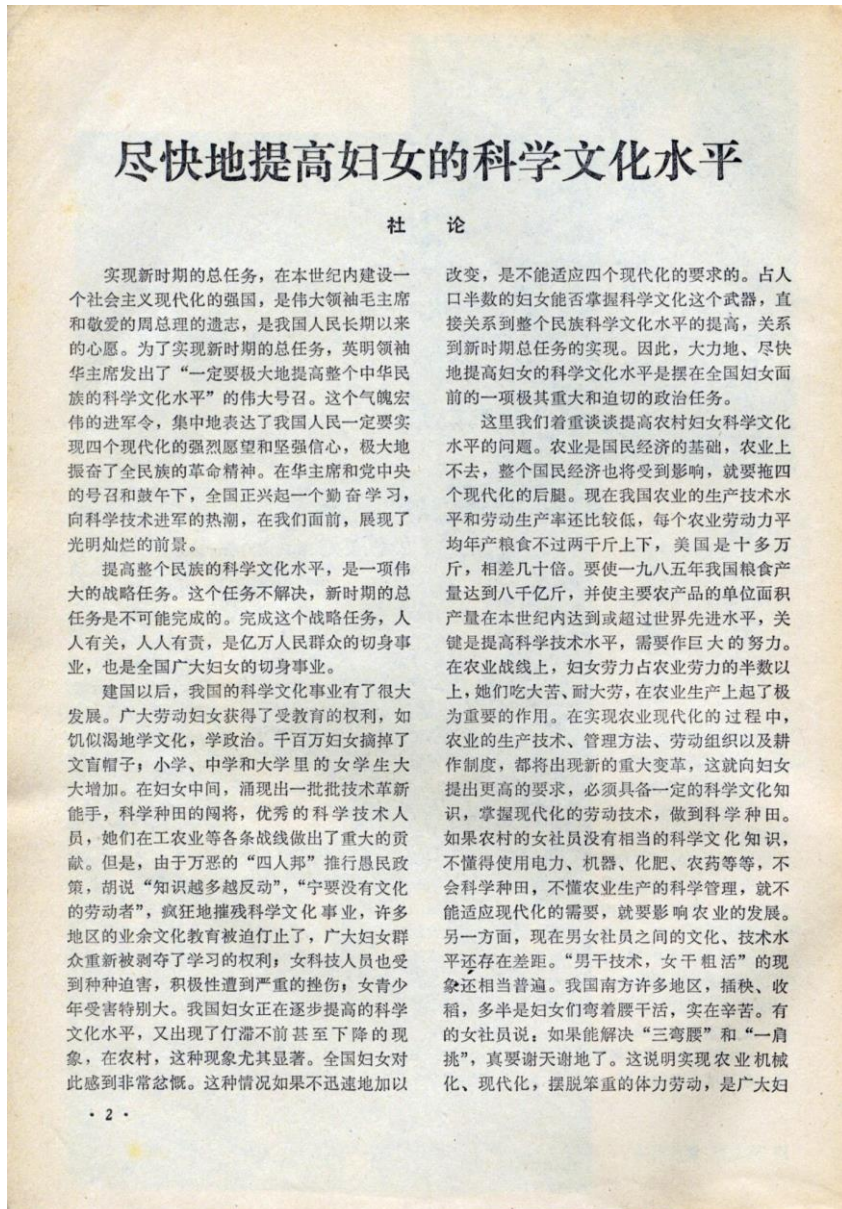 尽快地提高妇女的科学文化水平
社 论
实现新时期的总任务，在本世纪内建设一
个社会主义现代化的强国，是伟大领袖毛主席
和敬爱的周总理的遗志，是我国人民长期以来
的心愿。为了实现新时期的总任务，英明领袖
华主席发出了“一定要极大地提高整个中华民
族的科学文化水平”的伟大号召。这个气魄宏
伟的进军令，集中地表达了我国人民一定要实
现四个现代化的强烈愿望和坚强信心，极大地
振奋了全民族的革命精神。在华主席和党中央
的号召和鼓午下，全国正兴起一个勤奋学习，
向科学技术进军的热潮，在我们面前，展现了
光明灿烂的前景。
提高整个民族的科学文化水平，是一项伟
大的战略任务。这个任务不解决，新时期的总
任务是不可能完成的。完成这个战略任务，人
人有关，人人有责，是亿万人民群众的切身事
业，也是全国广大妇女的切身事业。
建国以后，我国的科学文化事业有了很大
发展。广大劳动妇女获得了受教育的权利，如
饥似渴地学文化，学政治。千百万妇女摘掉了
文盲帽子；小学、中学和大学里的女学生大
大增加。在妇女中间，涌现出一批批技术革新
能手，科学种田的闯将，优秀的科学技术人
员，她们在工农业等各条战线做出了重大的贡
献。但是，由于万恶的“四人邦”推行愚民政
策，胡说“知识越多越反动”，“宁要没有文化
的劳动者”，疯狂地摧残科学文化事业，许多
地区的业余文化教育被迫仃止了，广大妇女群
众重新被剥夺了学习的权利；女科技人员也受
到种种迫害，积极性遭到严重的挫伤；女青少
年受害特别大。我国妇女正在逐步提高的科学
文化水平，又出现了仃滞不前甚至下降的现
象，在农村，这种现象尤其显著。全国妇女对
此感到非常忿慨。这种情况如果不迅速地加以
改变，是不能适应四个现代化的要求的。占人
口半数的妇女能否掌握科学文化这个武器，直
接关系到整个民族科学文化水平的提高，关系
到新时期总任务的实现。因此，大力地、尽快
地提高妇女的科学文化水平是摆在全国妇女面
前的一项极其重大和迫切的政治任务。
这里我们着重谈谈提高农村妇女科学文化
水平的问题。农业是国民经济的基础，农业上
不去，整个国民经济也将受到影响，就要拖四
个现代化的后腿。现在我国农业的生产技术水
平和劳动生产率还比较低，每个农业劳动力平
均年产粮食不过两千斤上下，美国是十多万
斤，相差几十倍。要使一九八五年我国粮食产
量达到八千亿斤，并使主要农产品的单位面积
产量在本世纪内达到或超过世界先进水平，关
键是提高科学技术水平，需要作巨大的努力。
在农业战线上，妇女劳力占农业劳力的半数以
上，她们吃大苦、耐大劳，在农业生产上起了极
为重要的作用。在实现农业现代化的过程中，
农业的生产技术、管理方法、劳动组织以及耕
作制度，都将出现新的重大变革，这就向妇女
提出更高的要求，必须具备一定的科学文化知
识，掌握现代化的劳动技术，做到科学种田。
如果农村的女社员没有相当的科学文化知识，
不懂得使用电力、机器、化肥、农药等等，不
会科学种田，不懂农业生产的科学管理，就不
能适应现代化的需要，就要影响农业的发展。
另一方面，现在男女社员之间的文化、技术水
平还存在差距。“男干技术，女干粗活”的现
象还相当普遍。我国南方许多地区，插秧、收
稻，多半是妇女们弯着腰干活，实在辛苦。有
的女社员说：如果能解决“三弯腰”和“一肩
挑”，真要谢天谢地了。这说明实现农业机械
化、现代化，摆脱笨重的体力劳动，是广大妇
· 2 ·